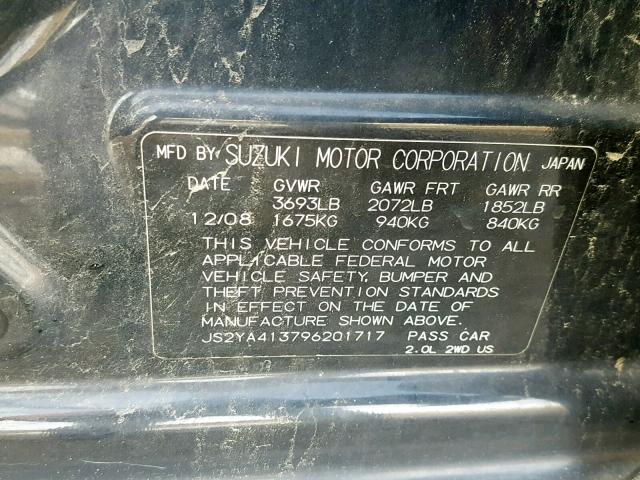 MFD BY SUZUKI MOTOR CORPORATION JAPAN
DATE GVWR GAWR FRT GAWR RR
3693LB 2072LB 1852LB
12/08 1675KG 940KG 840KG
THIS VEHICLE CONFORMS TO ALL
APPLICABLE FEDERAL MOTOR
VEHICLE SAFETY, BUMPER AND
THEFT PREVENTION STANDARDS
IN EFFECT ON THE DATE OF
MANUFACTURE SHOWN ABOVE.
JS2YA413796201717 PASS CAR
2.0L 2WD US